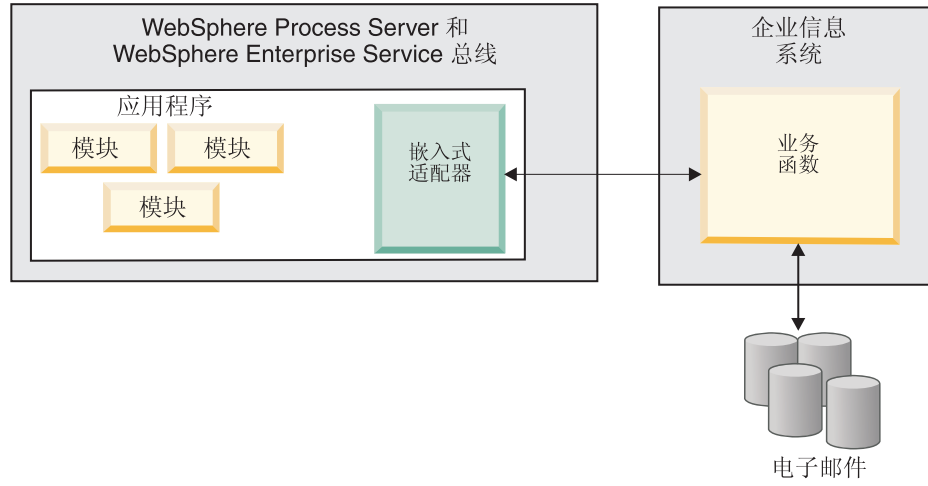 WebSphere Process Server 和
WebSphere Enterprise Service 总线
应用程序
模块
模块
模块
嵌入式
适配器
企业信息
系统
业务
函数
电子邮件